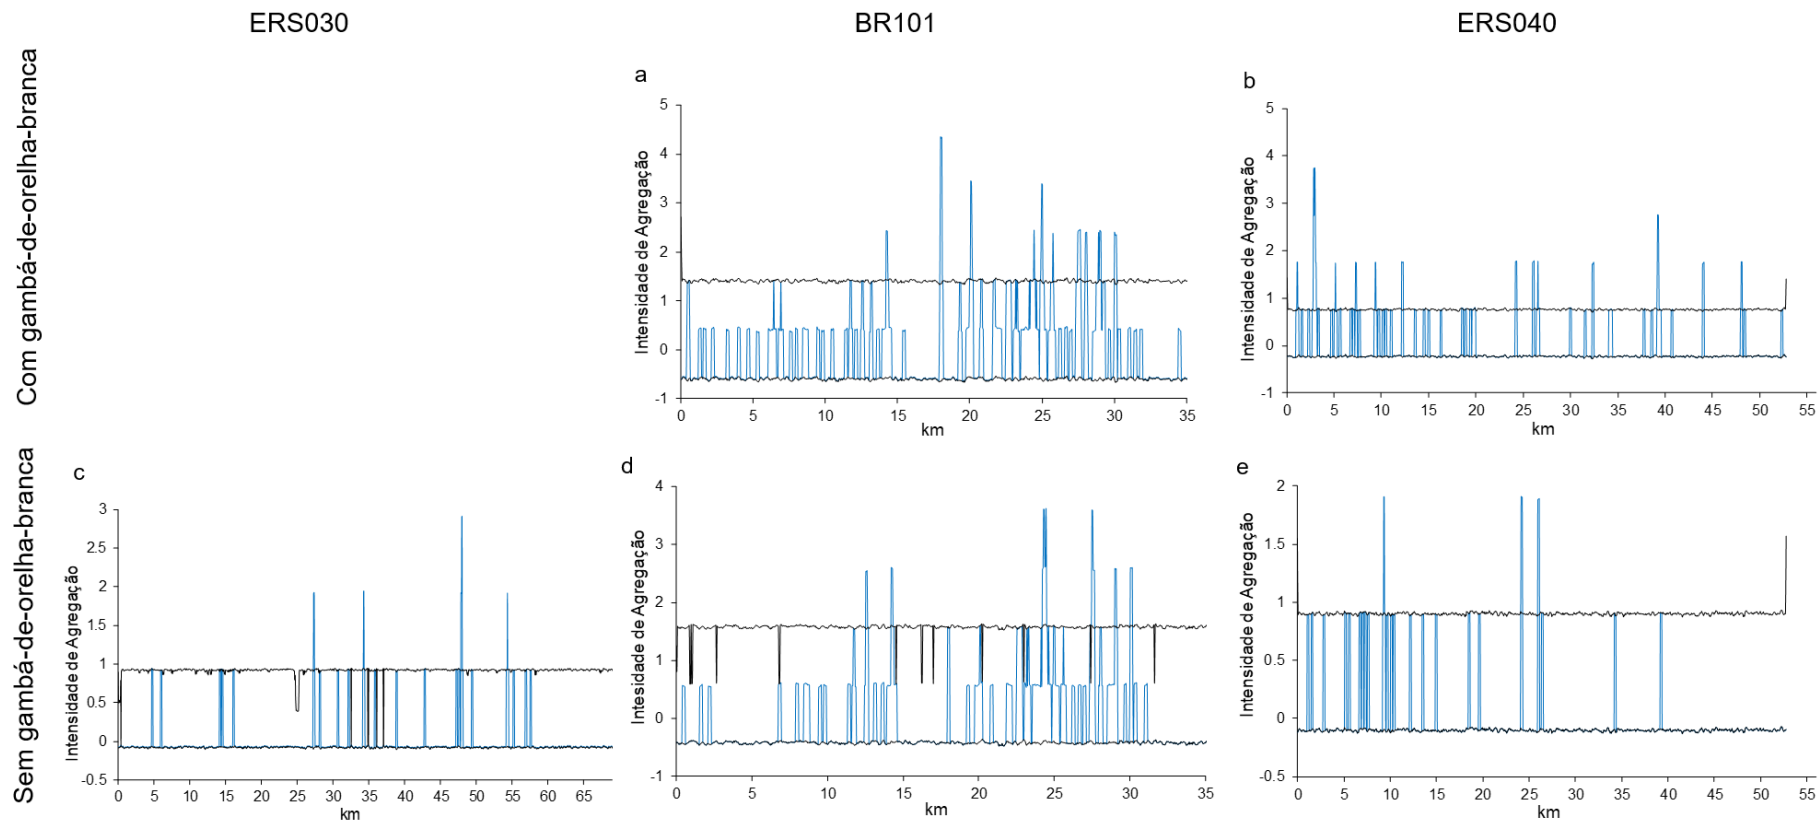 ERS030
BR101
ERS040
Com gambá-de-orelha-branca
a
Intensidade de Agregação
5
4
3
2
1
0
-1
0 5 10 15 20 25 30 35
km
b
Intensidade de Agregação
5
4
3
2
1
0
-1
0 5 10 15 20 25 30 35 40 45 50 55
km
Sem gambá-de-orelha-branca
c
Intensidade de Agregação
3
2.5
2
1.5
1
0.5
0
-0.5
0 5 10 20 25 30 35 45 50 55 65
km
d
Intesidade de Agregação
4
3
2
1
0
-1
0 5 10 15 20 25 30 35
km
e
Intensidade de Agregação
2
1.5
1
0.5
0
-0.5
0 5 10 15 20 25 30 35 40 45 50 55
km